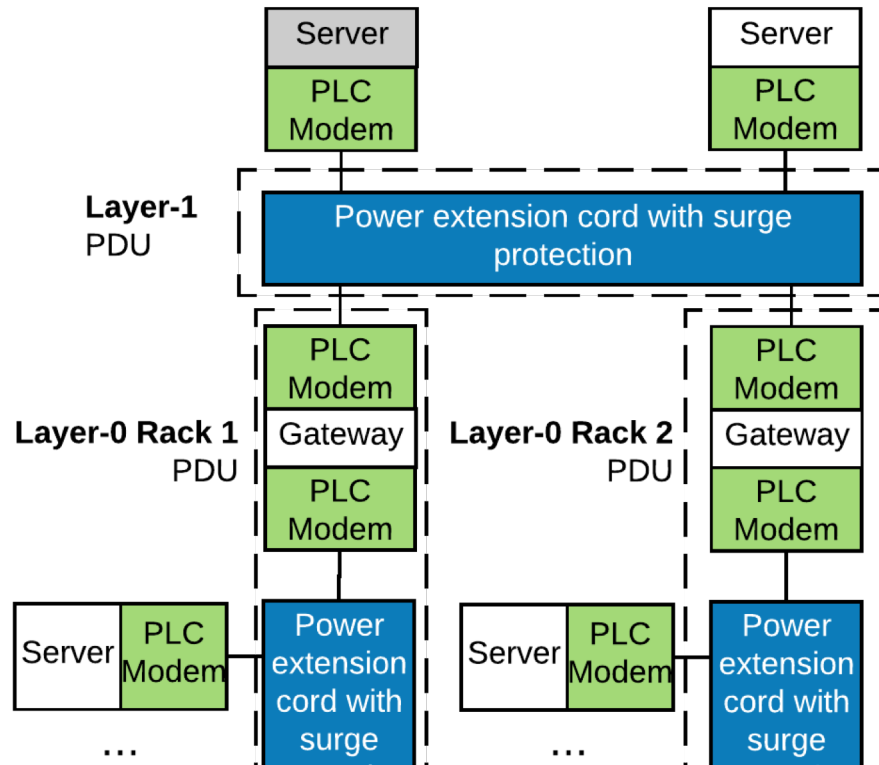 Server
PLC
Modem
Server
PLC
Modem
Layer-1
PDU
Power extension cord with surge
protection
PLC
Modem
Gateway
PLC
Modem
Layer-0 Rack 1
PDU
PLC
Modem
Gateway
PLC
Modem
Layer-0 Rack 2
PDU
Server
PLC
Modem
Power
extension
cord with
surge
...
Server
PLC
Modem
Power
extension
cord with
surge
...